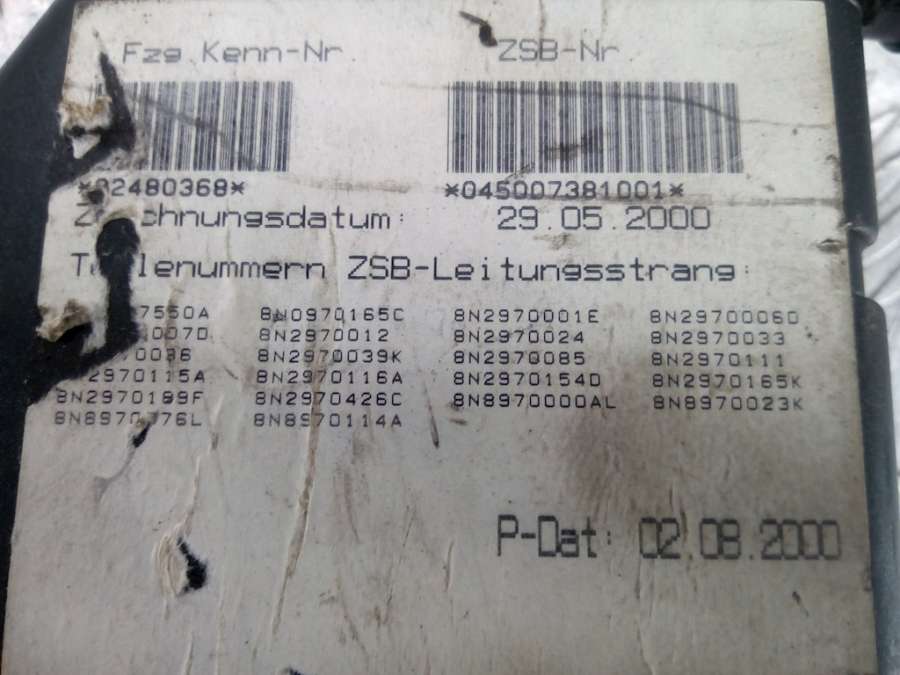 Fzg.Kenn-Nr. ZSB-Nr
*045007381001*
29.05.2000
ZSB-Leitungsstrang:
8N0970165C 8N2970001E 8N2970006D
8N2970012 8N2970024 8N2970033
8N2970039K 8N2970085 8N2970111
8N2970116A 8N2970154D 8N2970165K
8N2970189F 8N2970426C 8N8970000AL 8N8970023K
8N8970114A
P-Dat: 02.08.2000